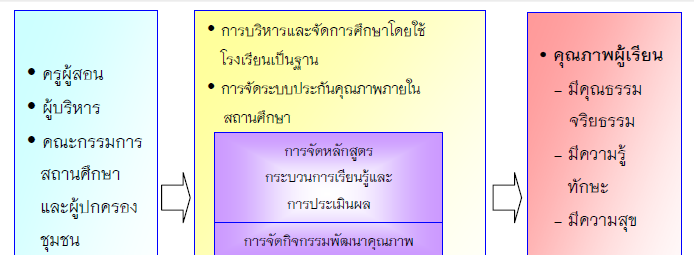 • ครูผู้สอน
• ผู้บริหาร
• คณะกรรมการ
สถานศึกษา
และผู้ปกครอง
ชุมชน
• การบริหารและจัดการศึกษาโดยใช้
โรงเรียนเป็นฐาน
• การจัดระบบประกันคุณภาพภายใน
สถานศึกษา
การจัดหลักสูตร
กระบวนการเรียนรู้และ
การประเมินผล
การจัดกิจกรรมพัฒนาคุณภาพ
• คุณภาพผู้เรียน
– มีคุณธรรม
จริยธรรม
– มีความรู้
ทักษะ
– มีความสุข